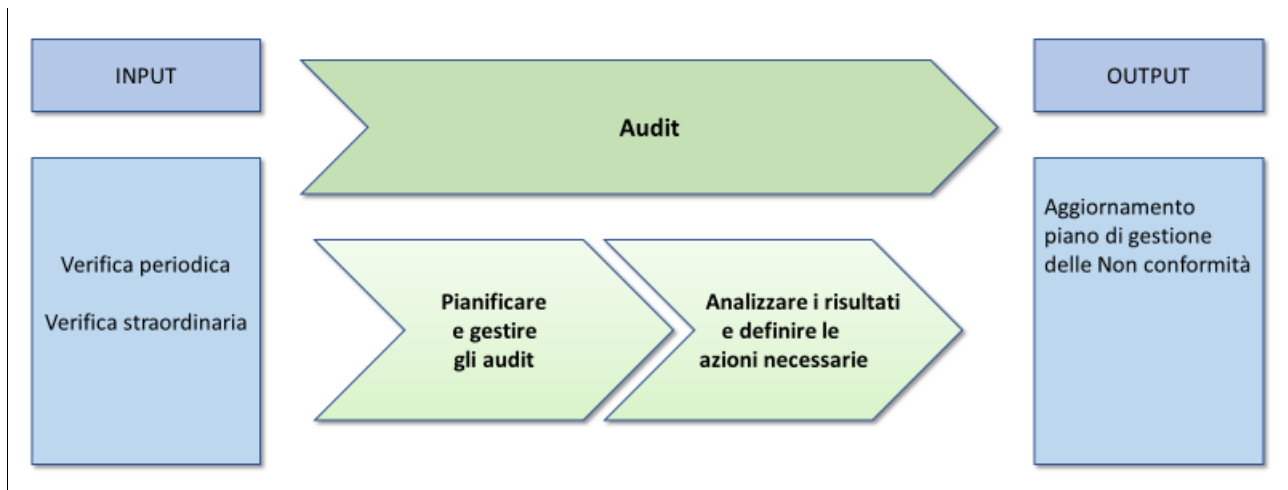 INPUT
Audit
OUTPUT
Verifica periodica
Verifica straordinaria
Pianificare
e gestire
gli audit
Analizzare i risultati
e definire le
azioni necessarie
Aggiornamento
piano di gestione
delle Non conformità